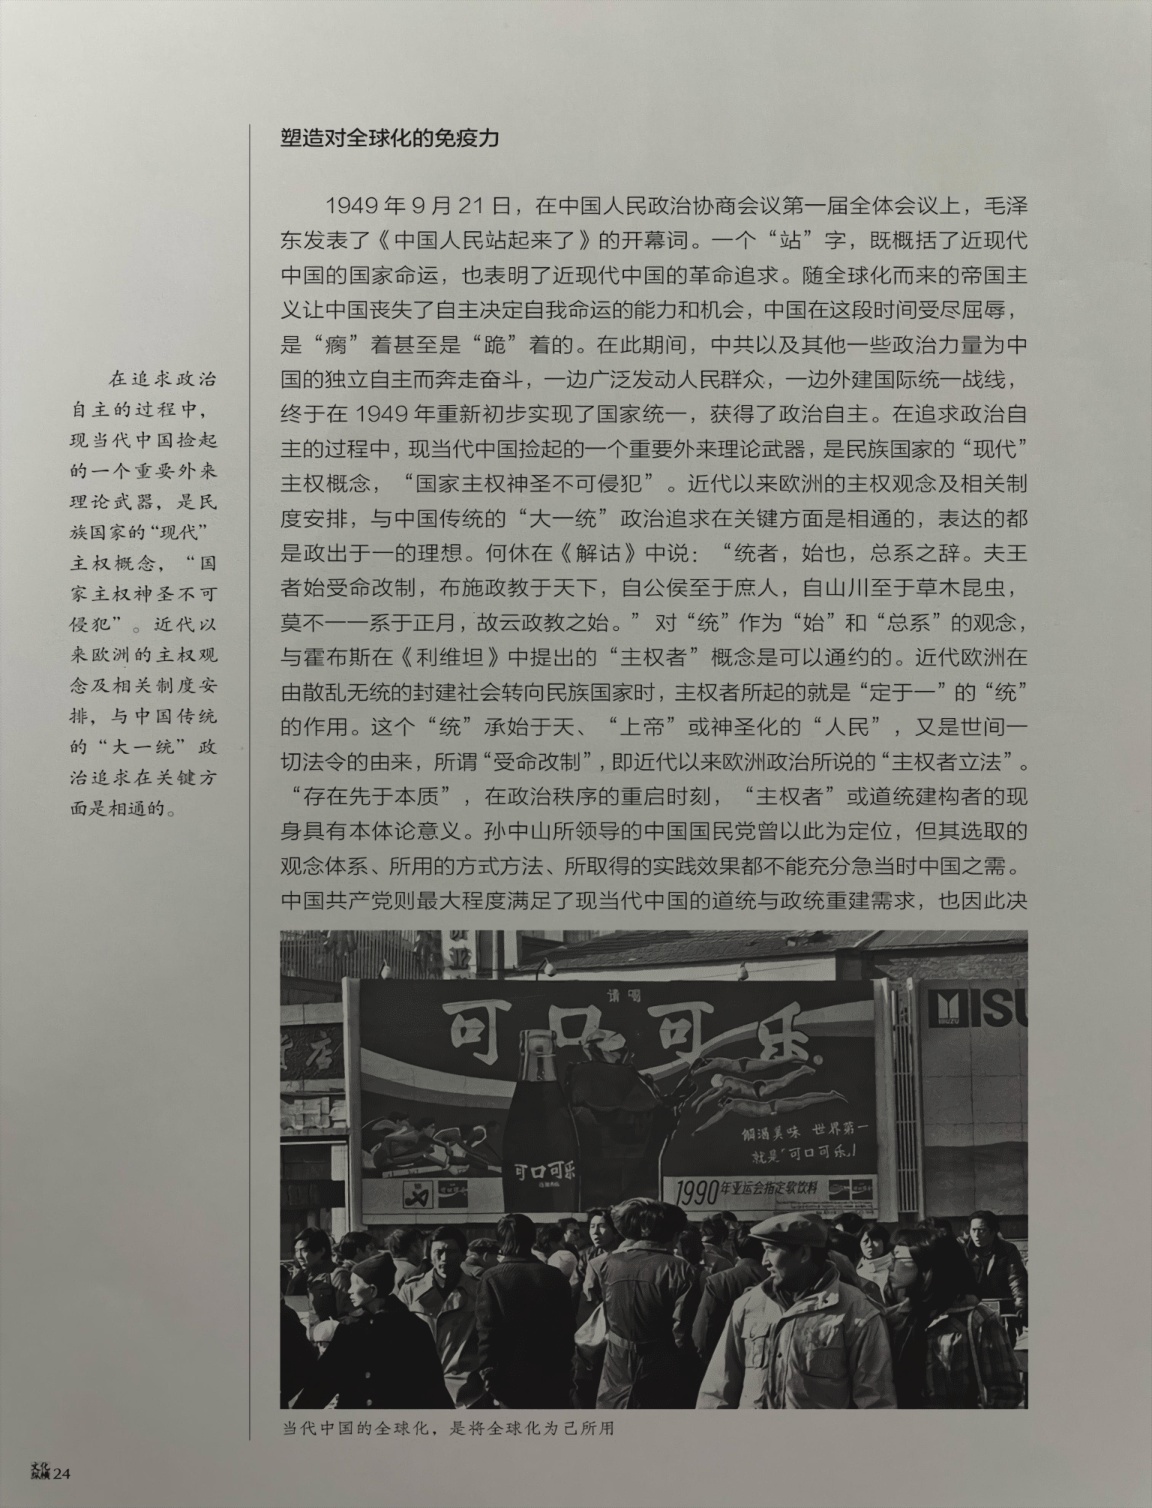 塑造对全球化的免疫力
1949 年 9 月 21 日，在中国人民政治协商会议第一届全体会议上，毛泽
东发表了《中国人民站起来了》的开幕词。一个“站”字，既概括了近现代
中国的国家命运，也表明了近现代中国的革命追求。随全球化而来的帝国主
义让中国丧失了自主决定自我命运的能力和机会，中国在这段时间受尽屈辱，
是“瘸”着甚至是“跪”着的。在此期间，中共以及其他一些政治力量为中
国的独立自主而奔走奋斗，一边广泛发动人民群众，一边外建国际统一战线，
终于在 1949 年重新初步实现了国家统一，获得了政治自主。在追求政治自
主的过程中，现当代中国捡起的一个重要外来理论武器，是民族国家的“现代”
主权概念，“国家主权神圣不可侵犯”。近代以来欧洲的主权观念及相关制
度安排，与中国传统的“大一统”政治追求在关键方面是相通的，表达的都
是政出于一的理想。何休在《解诂》中说：“统者，始也，总系之辞。夫王
者始受命改制，布施政教于天下，自公侯至于庶人，自山川至于草木昆虫，
莫不一一系于正月，故云政教之始。”对“统”作为“始”和“总系”的观念，
与霍布斯在《利维坦》中提出的“主权者”概念是可以通约的。近代欧洲在
由散乱无统的封建社会转向民族国家时，主权者所起的就是“定于一”的“统”
的作用。这个“统”承始于天、“上帝”或神圣化的“人民”，又是世间一
切法令的由来，所谓“受命改制”，即近代以来欧洲政治所说的“主权者立法”。
“存在先于本质”，在政治秩序的重启时刻，“主权者”或道统建构者的现
身具有本体论意义。孙中山所领导的中国国民党曾以此为定位，但其选取的
观念体系、所用的方式方法、所取得的实践效果都不能充分急当时中国之需。
中国共产党则最大程度满足了现当代中国的道统与政统重建需求，也因此决
在追求政治
自主的过程中，
现当代中国捡起
的一个重要外来
理论武器，是民
族国家的“现代”
主权概念，“国
家主权神圣不可
侵犯”。近代以
来欧洲的主权观
念及相关制度安
排，与中国传统
的“大一统”政
治追求在关键方
面是相通的。
请喝
可口可乐
ISU
ISUZU
店
解渴美味 世界第一
就是“可口可乐”!
可口可乐
1990年亚运会指定软饮料
当代中国的全球化，是将全球化为己所用
文化
纵横 24